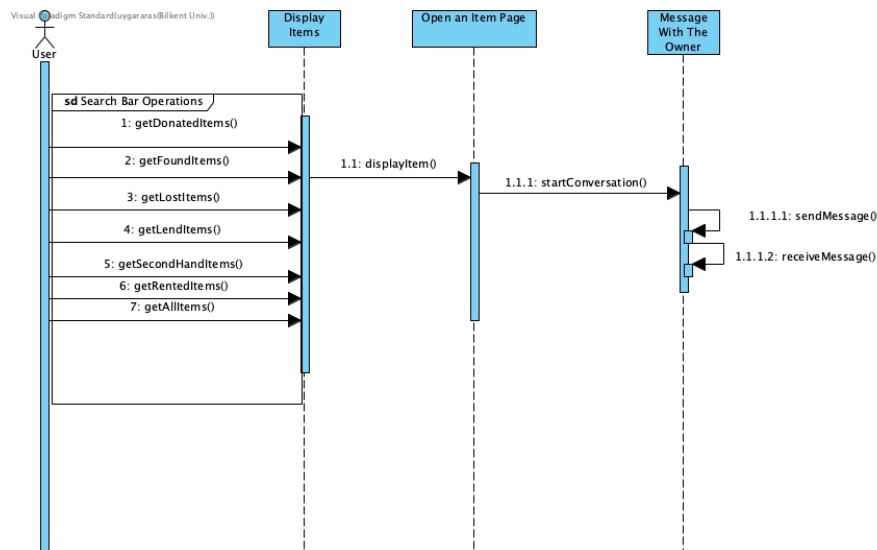 Visual Paradigm Standard(uygararas(Bilkent Univ.))
User
Display
Items
Open an Item Page
Message
With The
Owner
sd Search Bar Operations
1: getDonatedItems()
2: getFoundItems()
3: getLostItems()
4: getLendItems()
5: getSecondHandItems()
6: getRentedItems()
7: getAllItems()
1.1: displayItem()
1.1.1: startConversation()
1.1.1.1: sendMessage()
1.1.1.2: receiveMessage()